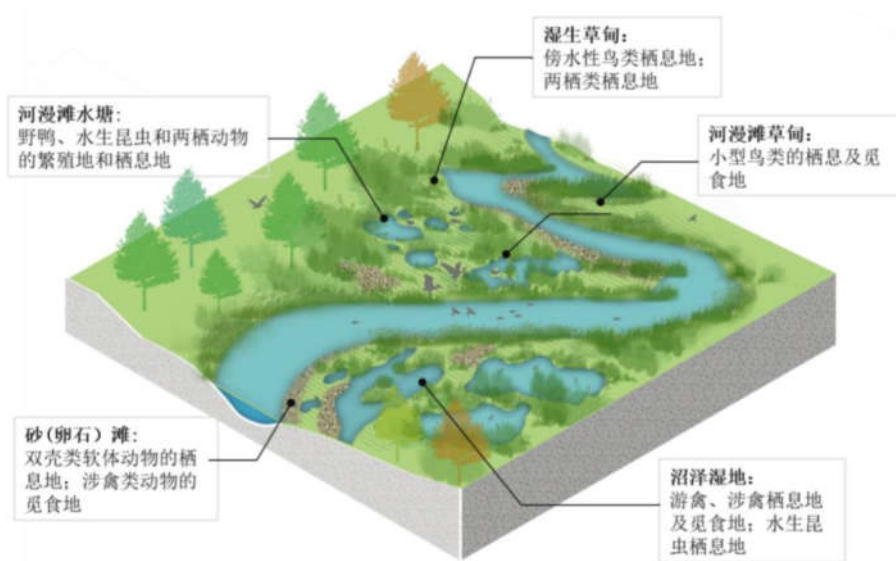 湿生草甸:
傍水性鸟类栖息地;
两栖类栖息地
河漫滩水塘:
野鸭、水生昆虫和两栖动物
的繁殖地和栖息地
河漫滩草甸:
小型鸟类的栖息及觅
食地
砂(卵石)滩:
双壳类软体动物的栖
息地;涉禽类动物的
觅食地
沼泽湿地:
游禽、涉禽栖息地
及觅食地;水生昆
虫栖息地